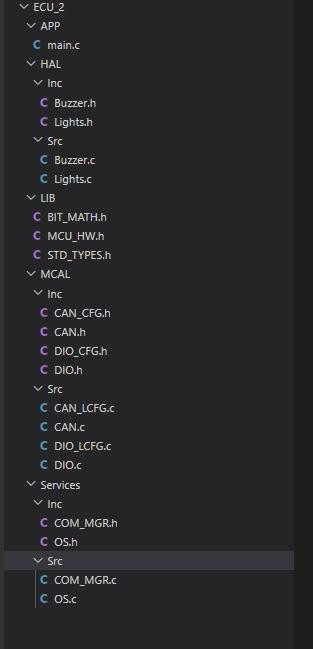 ECU_2
APP
C main.c
HAL
Inc
C Buzzer.h
C Lights.h
Src
C Buzzer.c
C Lights.c
LIB
C BIT_MATH.h
C MCU_HW.h
C STD_TYPES.h
MCAL
Inc
C CAN_CFG.h
C CAN.h
C DIO_CFG.h
C DIO.h
Src
C CAN_LCFG.c
C CAN.c
C DIO_LCFG.c
C DIO.c
Services
Inc
C COM_MGR.h
C OS.h
Src
C COM_MGR.c
C OS.c